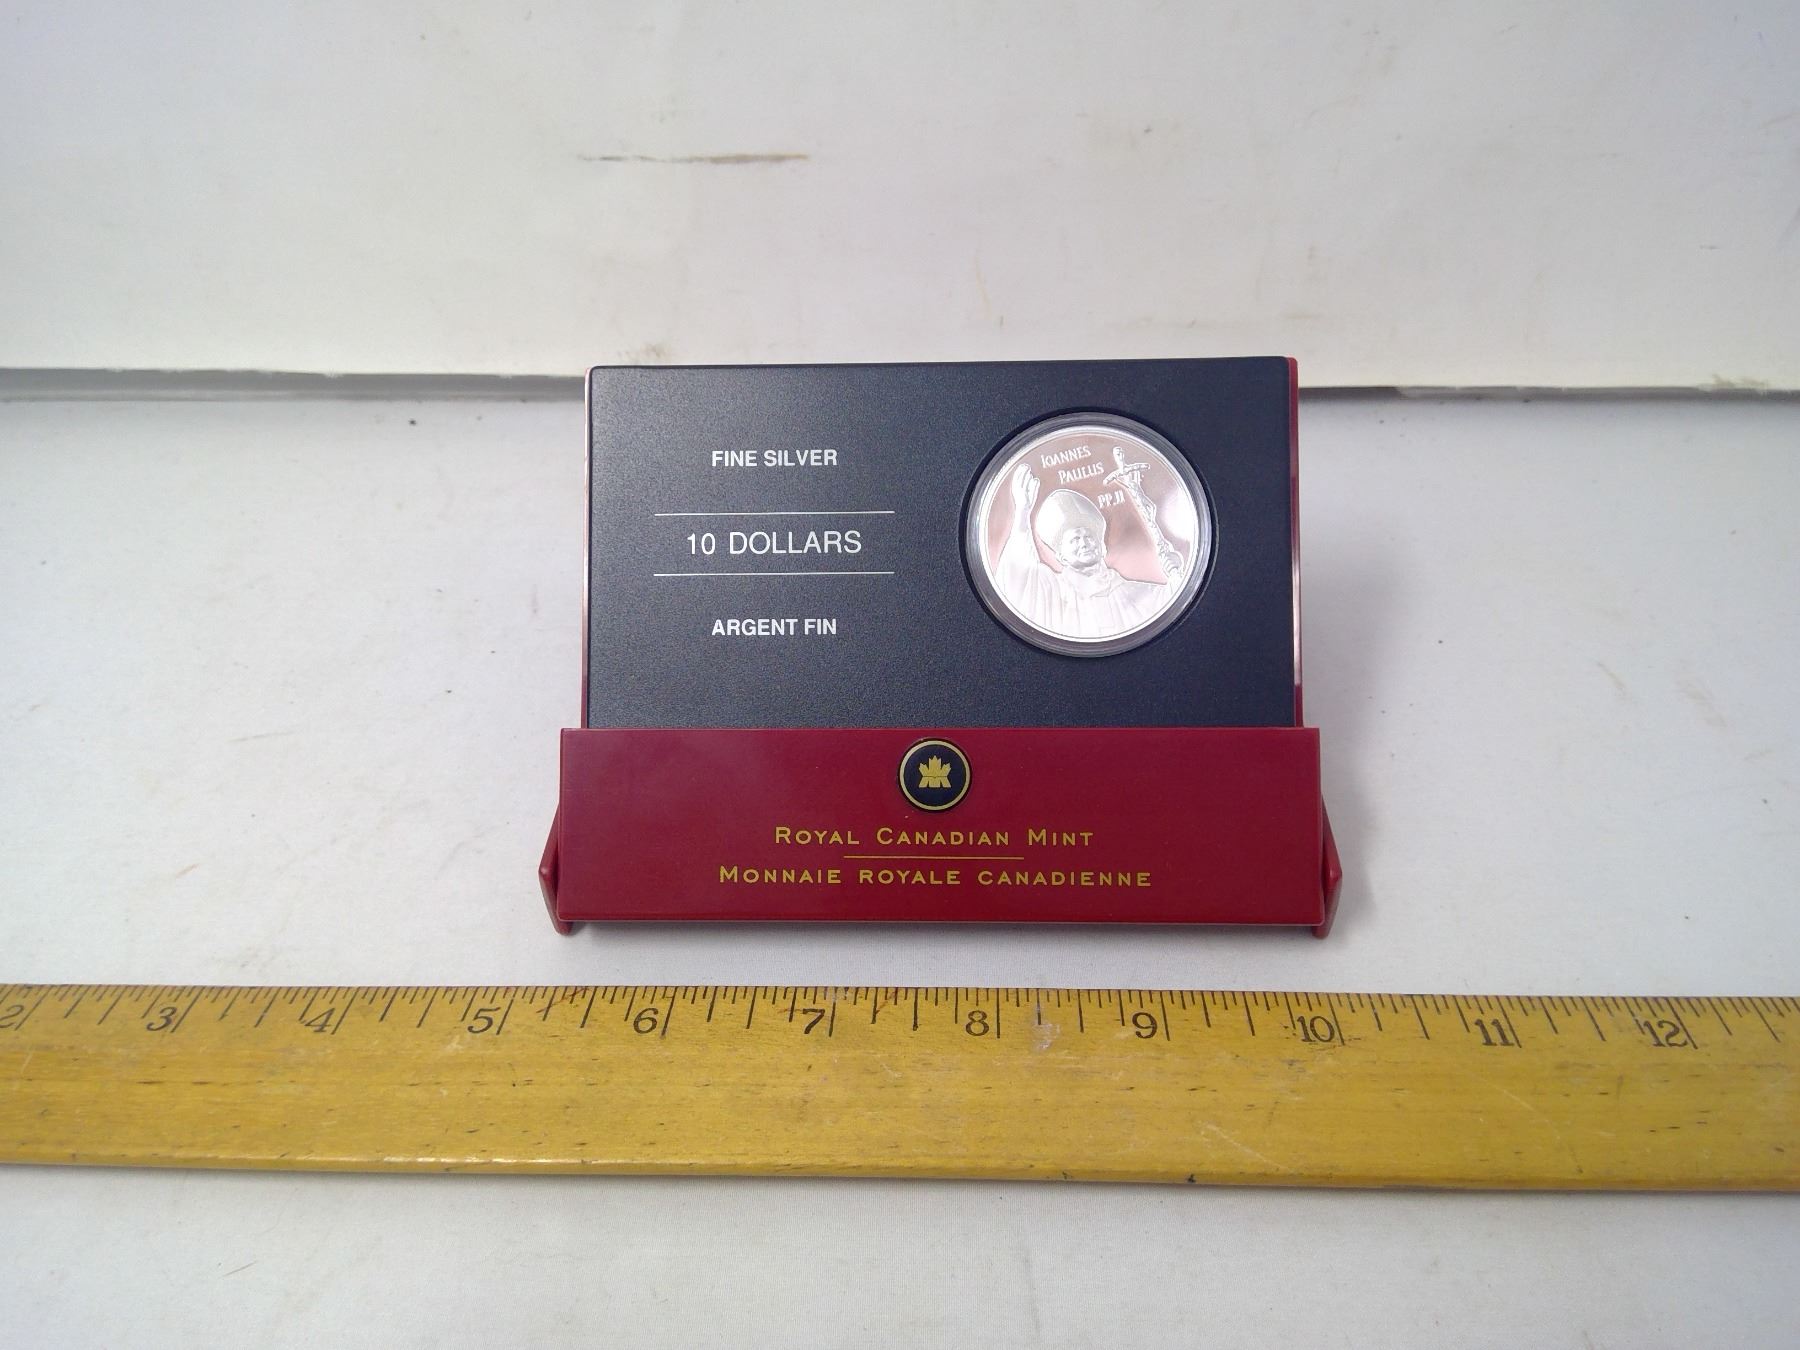 FINE SILVER
10 DOLLARS
ARGENT FIN
IOANNES
PAULUS
PP.II
ROYAL CANADIAN MINT
MONNAIE ROYALE CANADIENNE
2 3 4 5 6 7 8 9 10 11 12